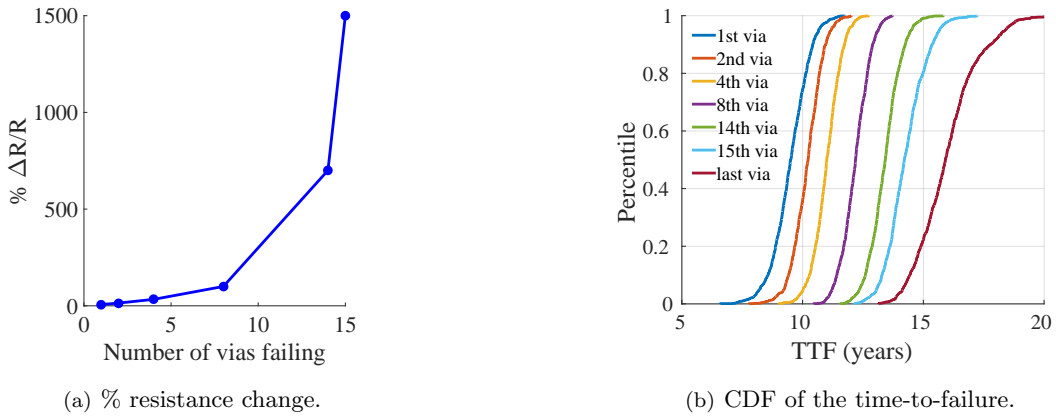 1500
1000
500
0
0 5 10 15
% ΔR/R
Number of vias failing
(a) % resistance change.
1
0.8
0.6
0.4
0.2
0
5 10 15 20
Percentile
TTF (years)
1st via
2nd via
4th via
8th via
14th via
15th via
last via
(b) CDF of the time-to-failure.